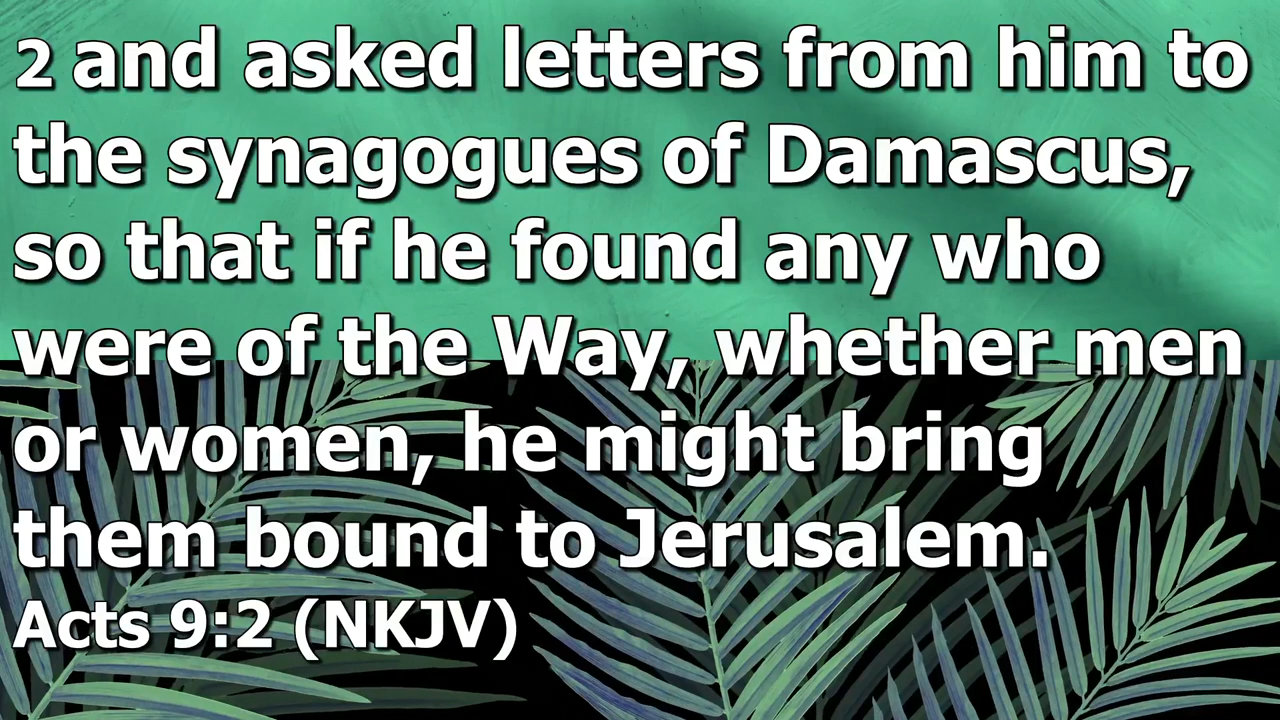 2 and asked letters from him to
the synagogues of Damascus,
so that if he found any who
were of the Way, whether men
or women, he might bring
them bound to Jerusalem.
Acts 9:2 (NKJV)